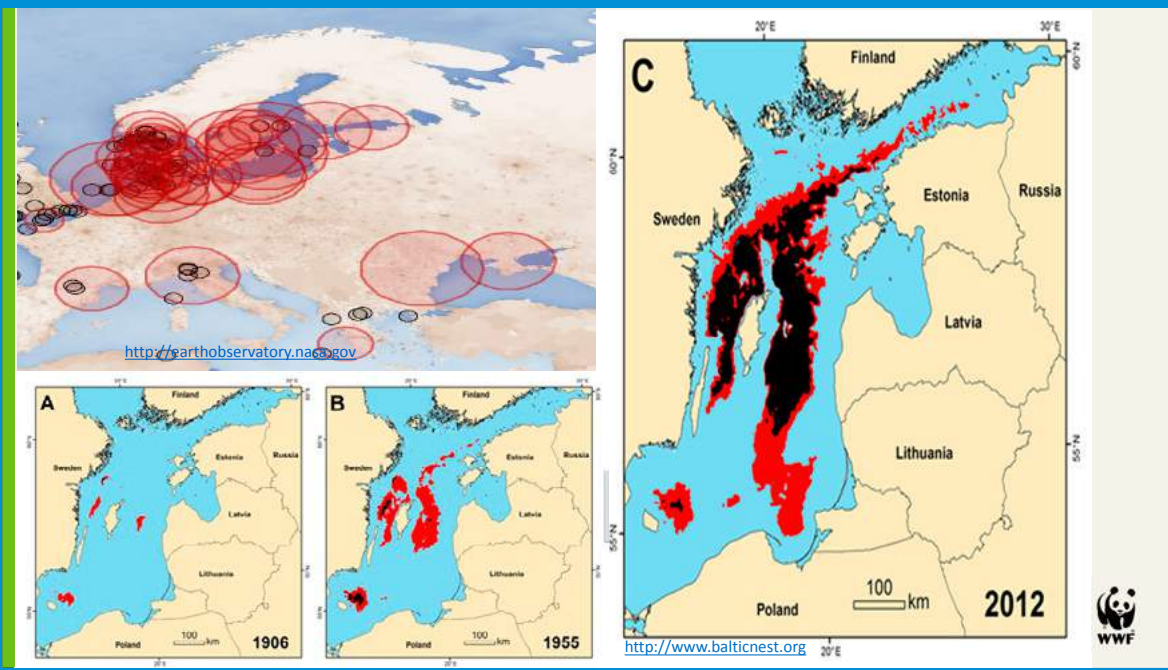 http://earthobservatory.nasa.gov
A
Finland
Sweden
Estonia
Russia
Latvia
Lithuania
Poland
100 km
1906
B
Finland
Sweden
Estonia
Russia
Latvia
Lithuania
Poland
100 km
1955
20°E
30°E
C
Finland
60°N
60°N
Estonia
Russia
Sweden
Latvia
Lithuania
55°N
55°N
100 km
Poland
2012
http://www.balticnest.org
20°E
WWF